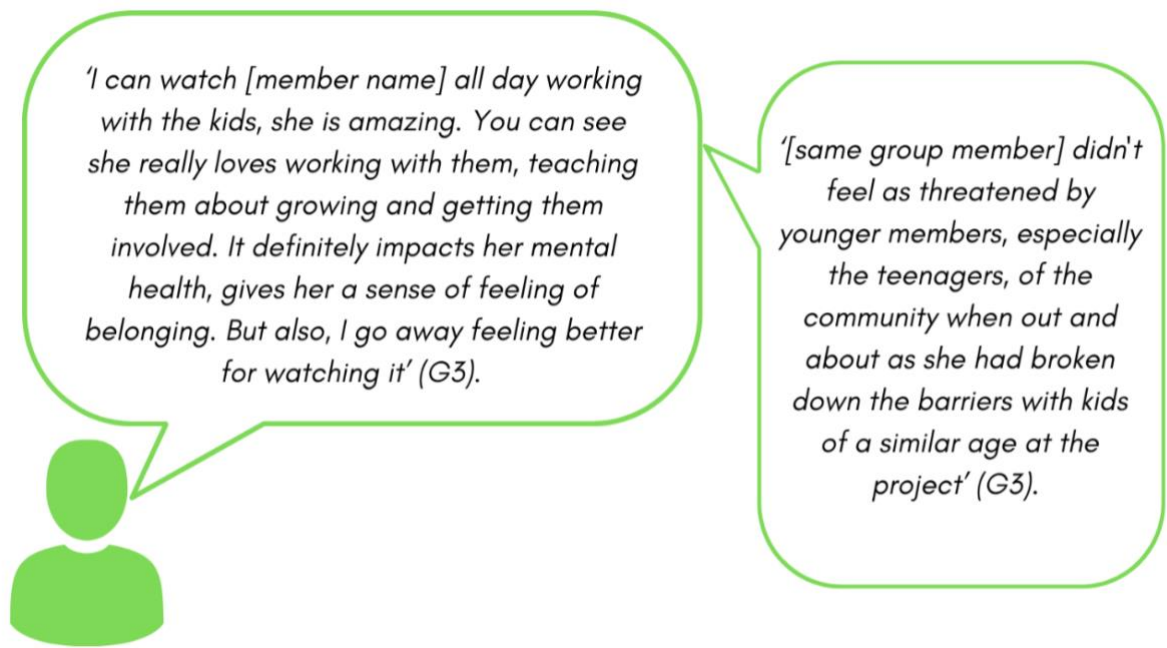 ‘I can watch [member name] all day working
with the kids, she is amazing. You can see
she really loves working with them, teaching
them about growing and getting them
involved. It definitely impacts her mental
health, gives her a sense of feeling of
belonging. But also, I go away feeling better
for watching it’ (G3).
‘[same group member] didn't
feel as threatened by
younger members, especially
the teenagers, of the
community when out and
about as she had broken
down the barriers with kids
of a similar age at the
project’ (G3).